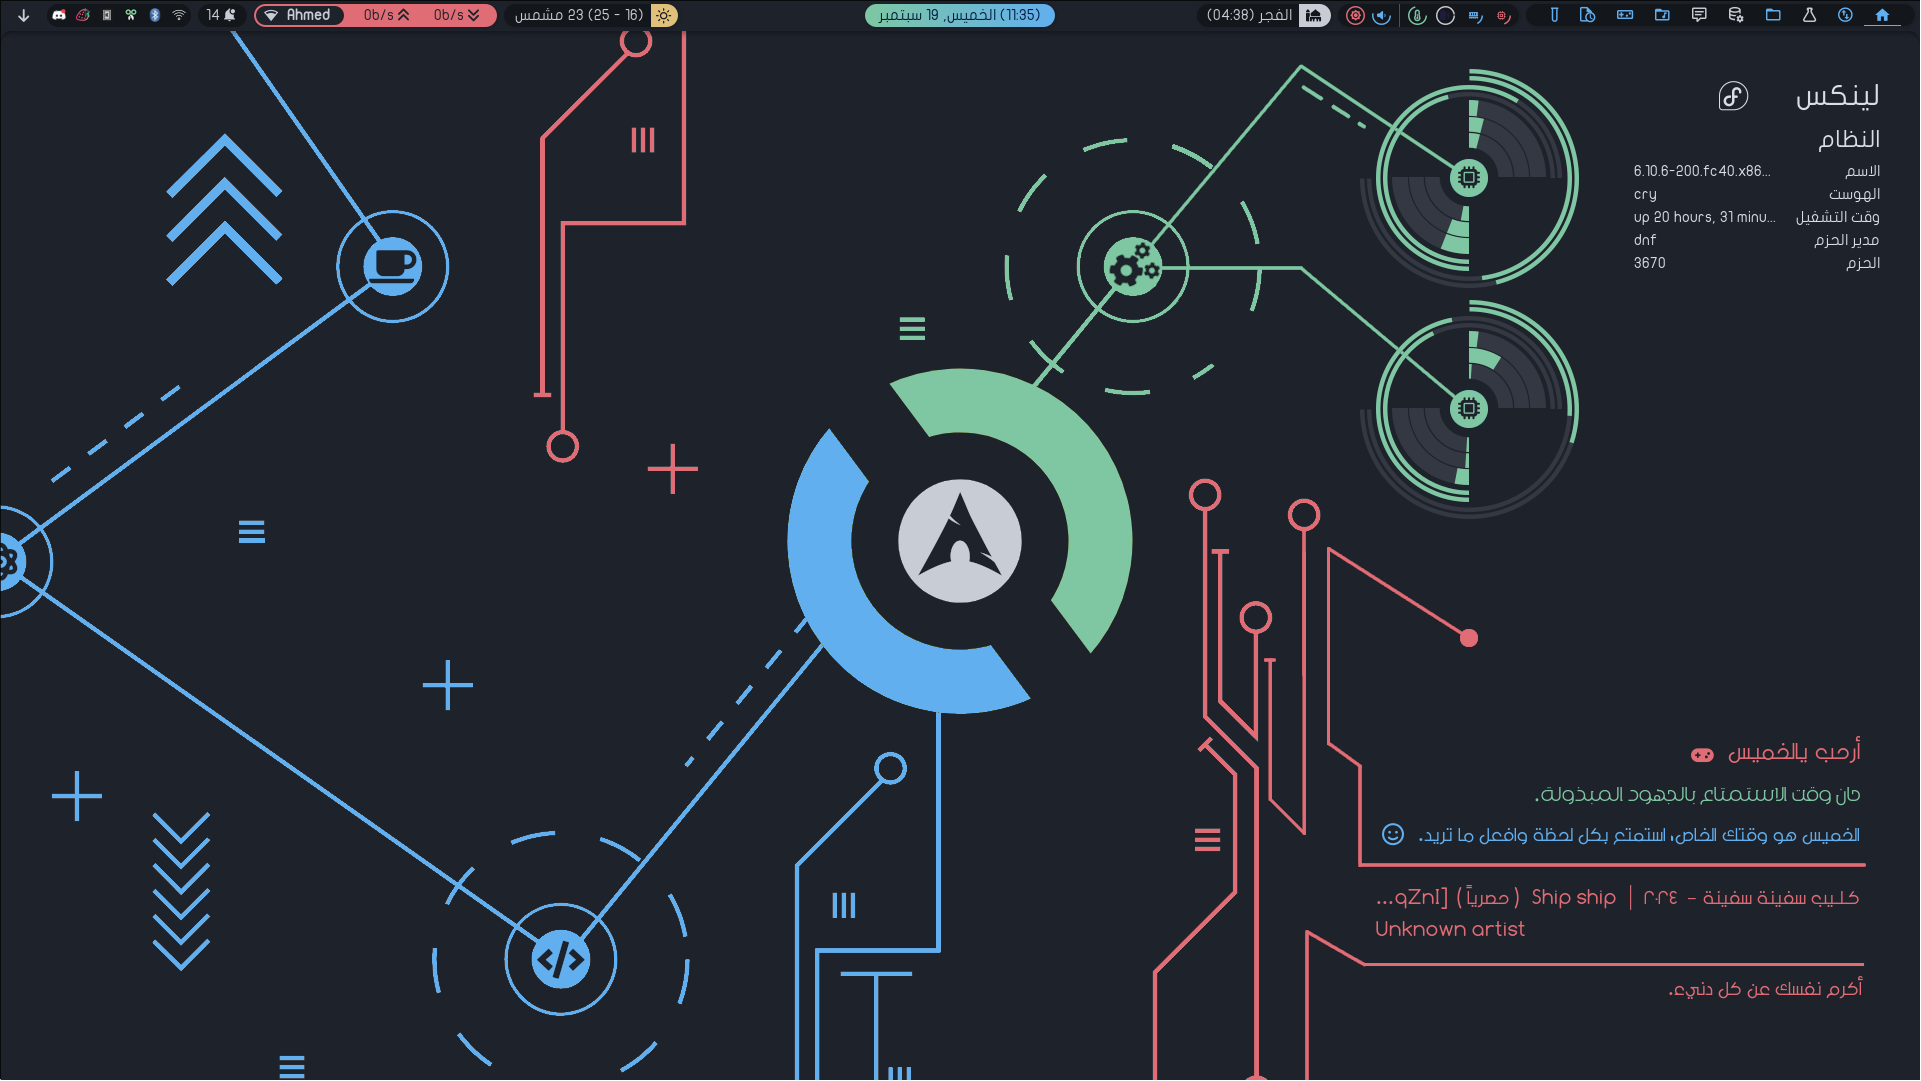 14
Ahmed
0b/s
0b/s
مشمس 23 (25 - 16)
(11:35) الخميس, 19 سبتمبر
الفجر (04:38)
لينكس
النظام
الاسم 6.10.6-200.fc40.x86...
الهوست cry
وقت التشغيل up 20 hours, 31 minu...
مدير الحزم dnf
الحزم 3670
أرحب يالخميس
حان وقت الاستمتاع بالجهود المبذولة.
الخميس هو وقتك الخاص، استمتع بكل لحظة وافعل ما تريد.
كليب سفينة سفينة - ٢٠٢٤ | Ship ship (حصرياً) [qZnI...
Unknown artist
أكرم نفسك عن كل دنيء.